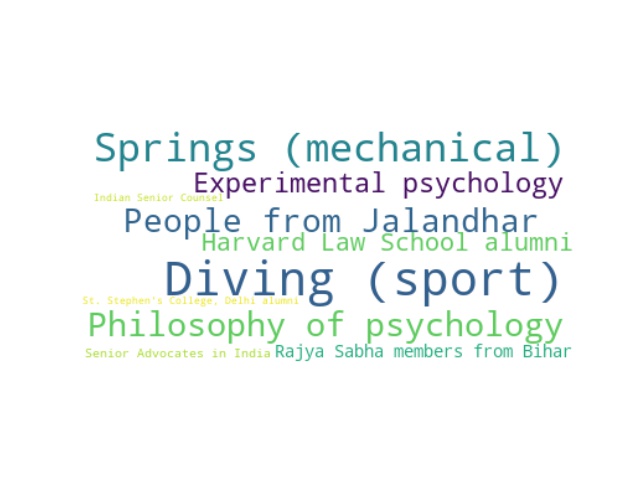 Springs (mechanical)
Experimental psychology
Indian Senior Counsel
People from Jalandhar
Harvard Law School alumni
Diving (sport)
St. Stephen's College, Delhi alumni
Philosophy of psychology
Senior Advocates in India
Rajya Sabha members from Bihar